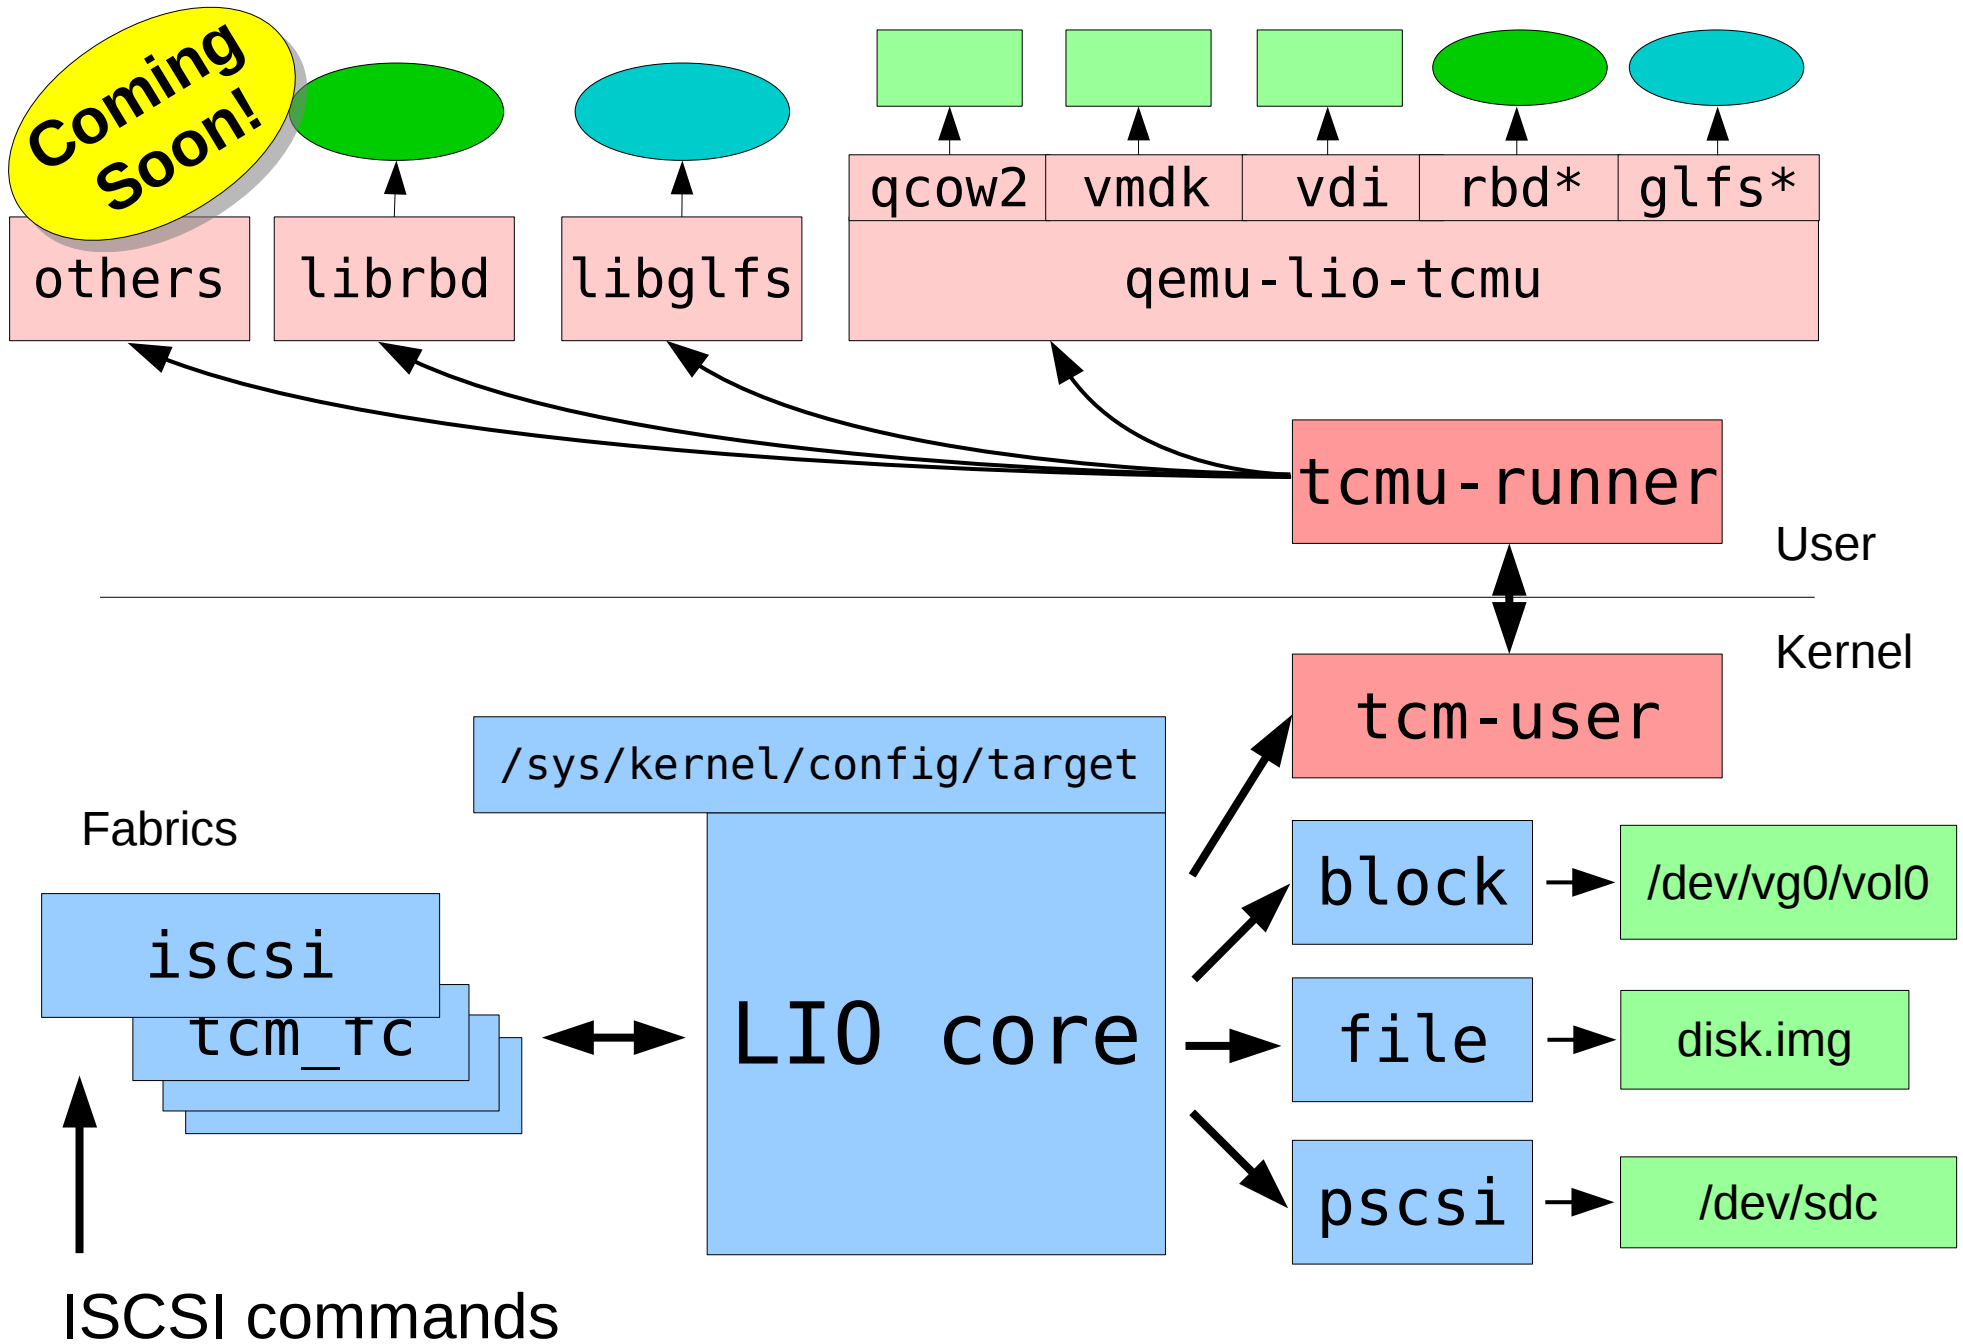 Coming
Soon!
qcow2
vmdk
vdi
rbd*
glfs*
others
librbd
libglfs
qemu-lio-tcmu
tcmu-runner
User
Kernel
tcm-user
/sys/kernel/config/target
Fabrics
block
/dev/vg0/vol0
iscsi
tcm_fc
LIO core
file
disk.img
pscsi
/dev/sdc
ISCSI commands